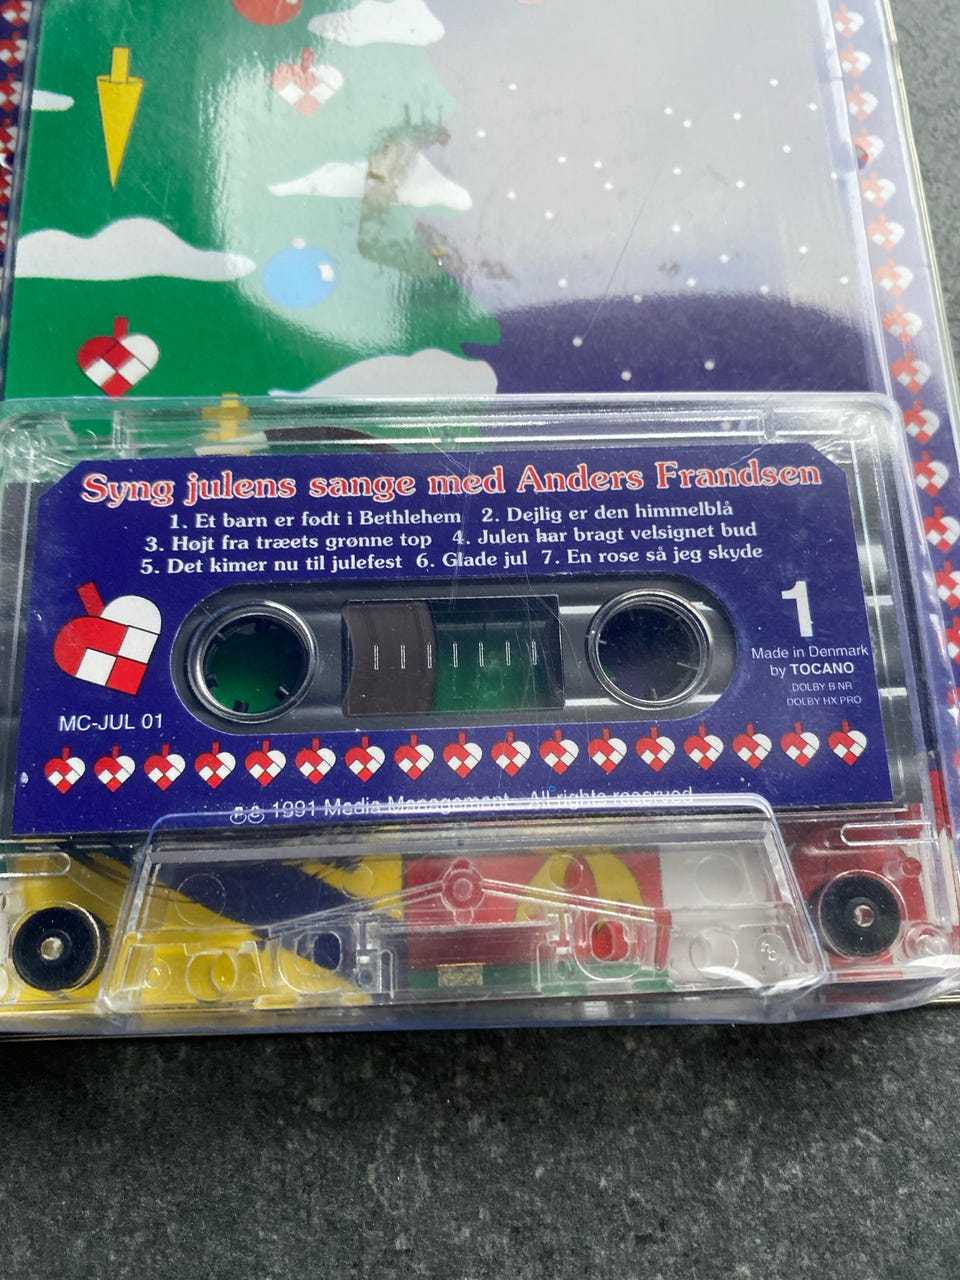 Syng julens sange med Anders Frandsen
1. Et barn er født i Bethlehem 2. Dejlig er den himmelblå
3. Højt fra træets grønne top 4. Julen har bragt velsignet bud
5. Det kimer nu til julefest 6. Glade jul 7. En rose så jeg skyde
1
Made in Denmark
by TOCANO
DOLBY B NR
DOLBY HX PRO
MC-JUL 01
℗© 1991 Media Management - All rights reserved